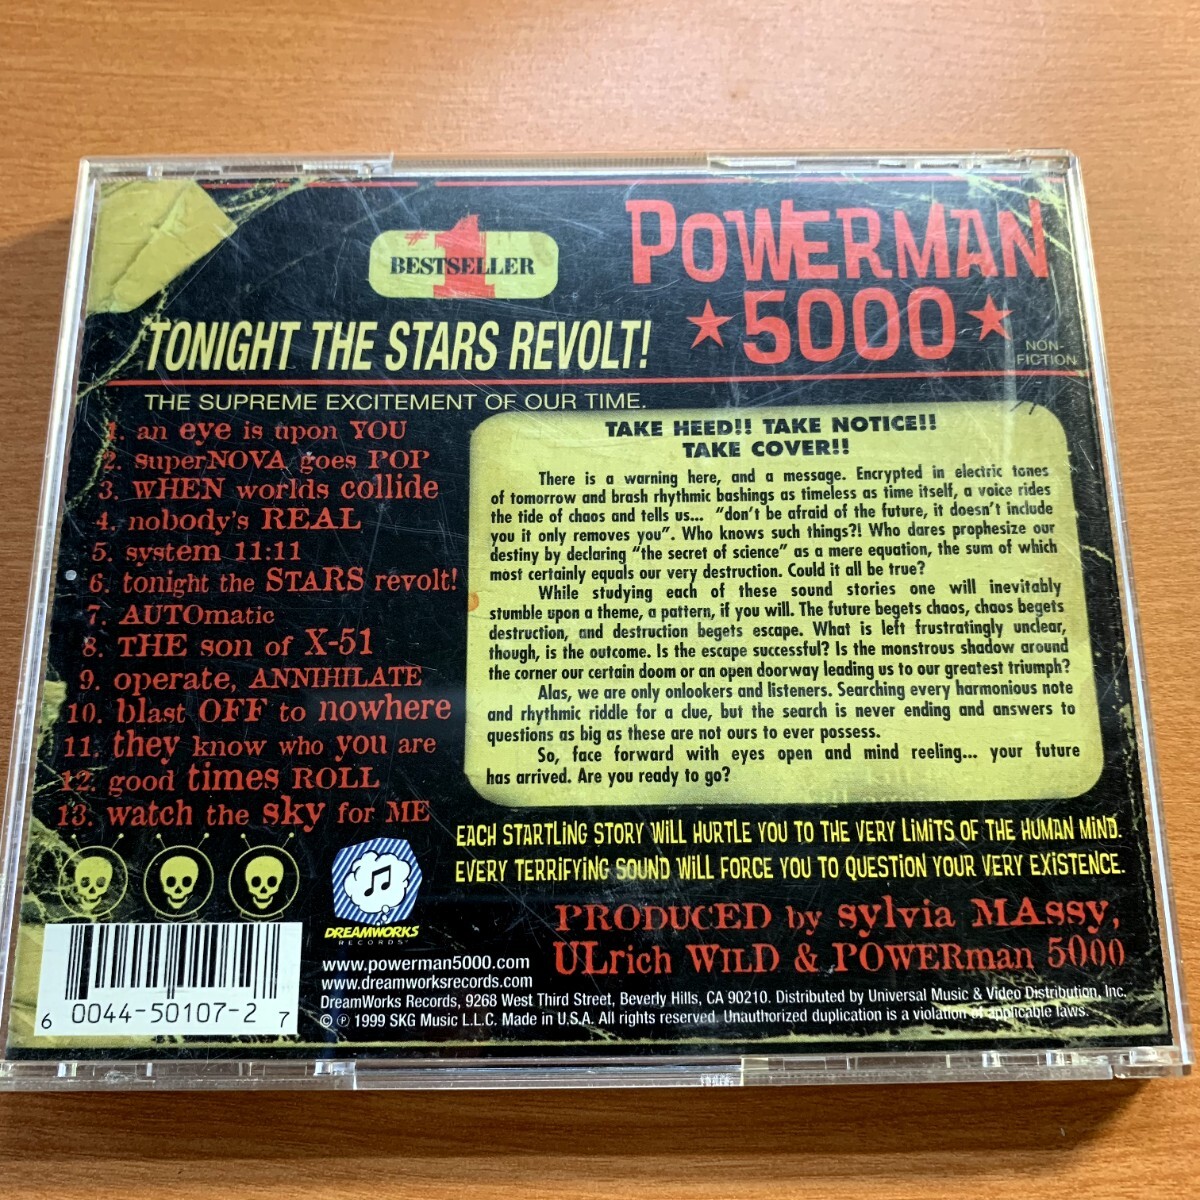 #1
BESTSELLER
POWERMAN
★5000★
NON-
FICTION
TONIGHT THE STARS REVOLT!
THE SUPREME EXCITEMENT OF OUR TIME.
1. an eye is upon YOU
2. superNOVA goes POP
3. WHEN worlds collide
4. nobody's REAL
5. system 11:11
6. tonight the STARS revolt!
7. AUTOmatic
8. THE son of X-51
9. operate, ANNIHILATE
10. blast OFF to nowhere
11. they know who you are
12. good times ROLL
13. watch the sky for ME
TAKE HEED!! TAKE NOTICE!!
TAKE COVER!!
There is a warning here, and a message. Encrypted in electric tones
of tomorrow and brash rhythmic bashings as timeless as time itself, a voice rides
the tide of chaos and tells us... "don't be afraid of the future, it doesn't include
you it only removes you". Who knows such things?! Who dares prophesize our
destiny by declaring "the secret of science" as a mere equation, the sum of which
most certainly equals our very destruction. Could it all be true?
While studying each of these sound stories one will inevitably
stumble upon a theme, a pattern, if you will. The future begets chaos, chaos begets
destruction, and destruction begets escape. What is left frustratingly unclear,
though, is the outcome. Is the escape successful? Is the monstrous shadow around
the corner our certain doom or an open doorway leading us to our greatest triumph?
Alas, we are only onlookers and listeners. Searching every harmonious note
and rhythmic riddle for a clue, but the search is never ending and answers to
questions as big as these are not ours to ever possess.
So, face forward with eyes open and mind reeling... your future
has arrived. Are you ready to go?
EACH STARTLING STORY WILL HURTLE YOU TO THE VERY LIMITS OF THE HUMAN MIND.
EVERY TERRIFYING SOUND WILL FORCE YOU TO QUESTION YOUR VERY EXISTENCE.
PRODUCED by sylvia MAssy,
ULrich WILD & POWERman 5000
DREAMWORKS
RECORDS
www.powerman5000.com
www.dreamworksrecords.com
DreamWorks Records, 9268 West Third Street, Beverly Hills, CA 90210. Distributed by Universal Music & Video Distribution, Inc.
© ℗ 1999 SKG Music L.L.C. Made in U.S.A. All rights reserved. Unauthorized duplication is a violation of applicable laws.
6 0044-50107-2 7